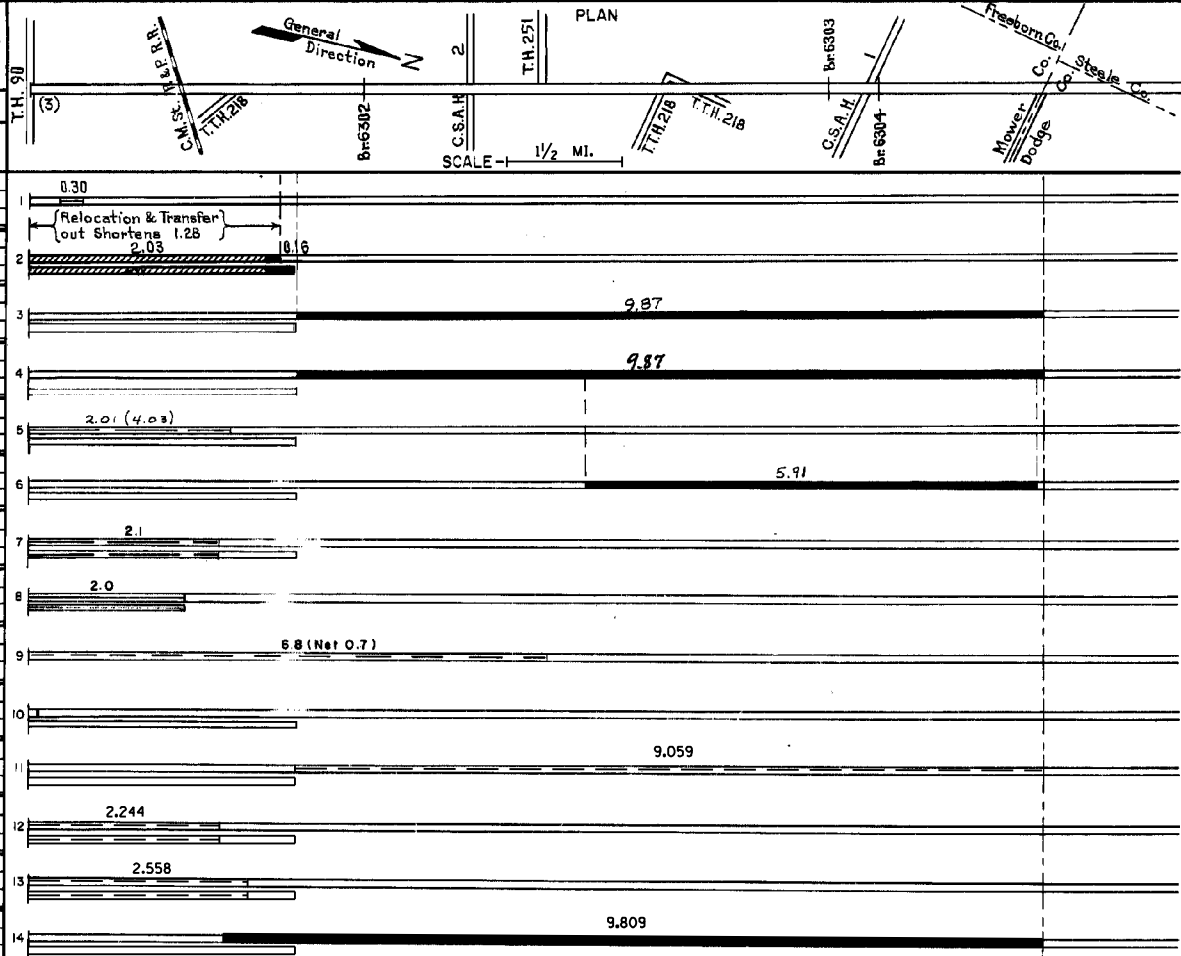 PLAN
T.H. 90
(3)
C.M. St. P. & P. R.R.
T.T.H. 218
General
Direction
N
Br. 6302
C.S.A.H. 2
T.H. 251
T.T.H. 218
T.T.H. 218
Br. 6303
C.S.A.H. 1
Br. 6304
Freeborn Co.
Steele Co.
Co.
Co.
Mower
Dodge
SCALE - 1 1/2 MI.
1
0.30
Relocation & Transfer
out Shortens 1.28
2
2.03
0.16
3
9.87
4
9.87
5
2.01 (4.03)
6
5.91
7
2.1
8
2.0
9
6.8 (Net 0.7)
10
11
9.059
12
2.244
13
2.558
14
9.809